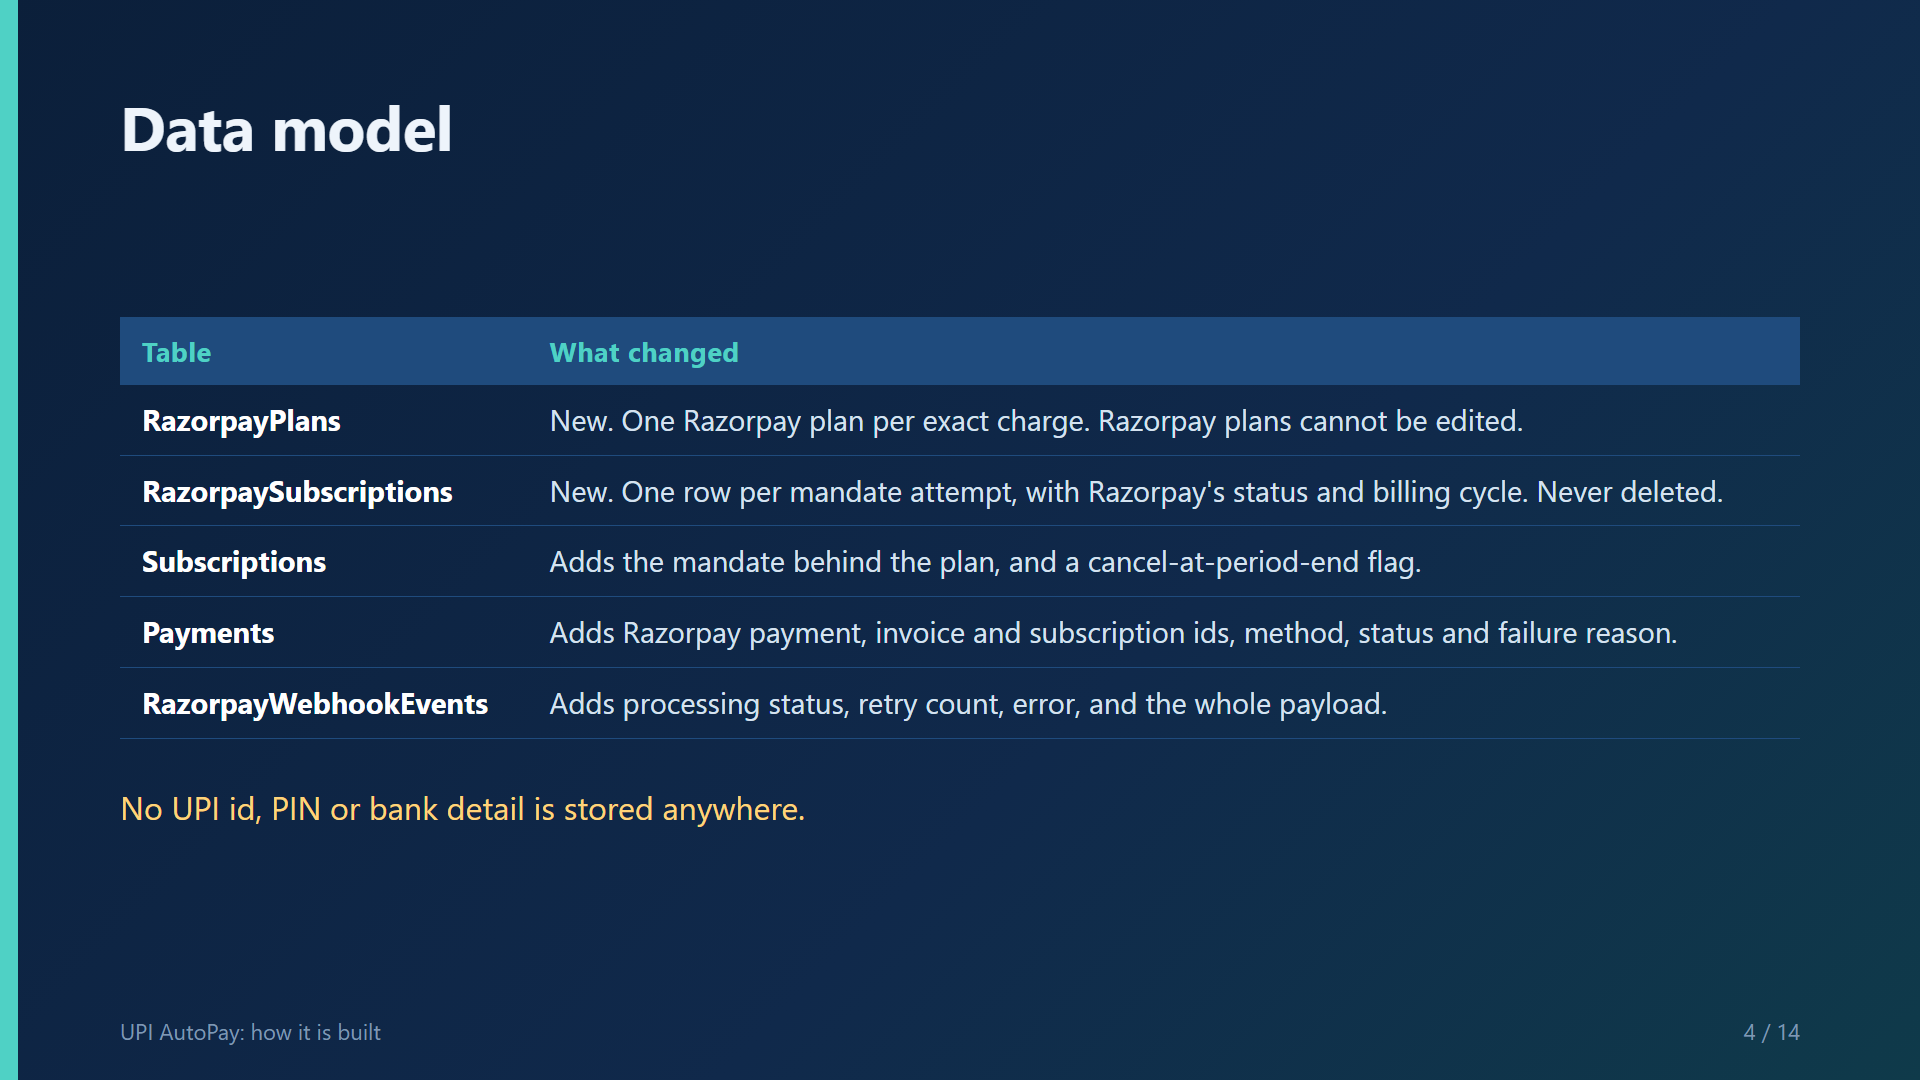 Data model
Table What changed
RazorpayPlans New. One Razorpay plan per exact charge. Razorpay plans cannot be edited.
RazorpaySubscriptions New. One row per mandate attempt, with Razorpay's status and billing cycle. Never deleted.
Subscriptions Adds the mandate behind the plan, and a cancel-at-period-end flag.
Payments Adds Razorpay payment, invoice and subscription ids, method, status and failure reason.
RazorpayWebhookEvents Adds processing status, retry count, error, and the whole payload.
No UPI id, PIN or bank detail is stored anywhere.
UPI AutoPay: how it is built 4 / 14